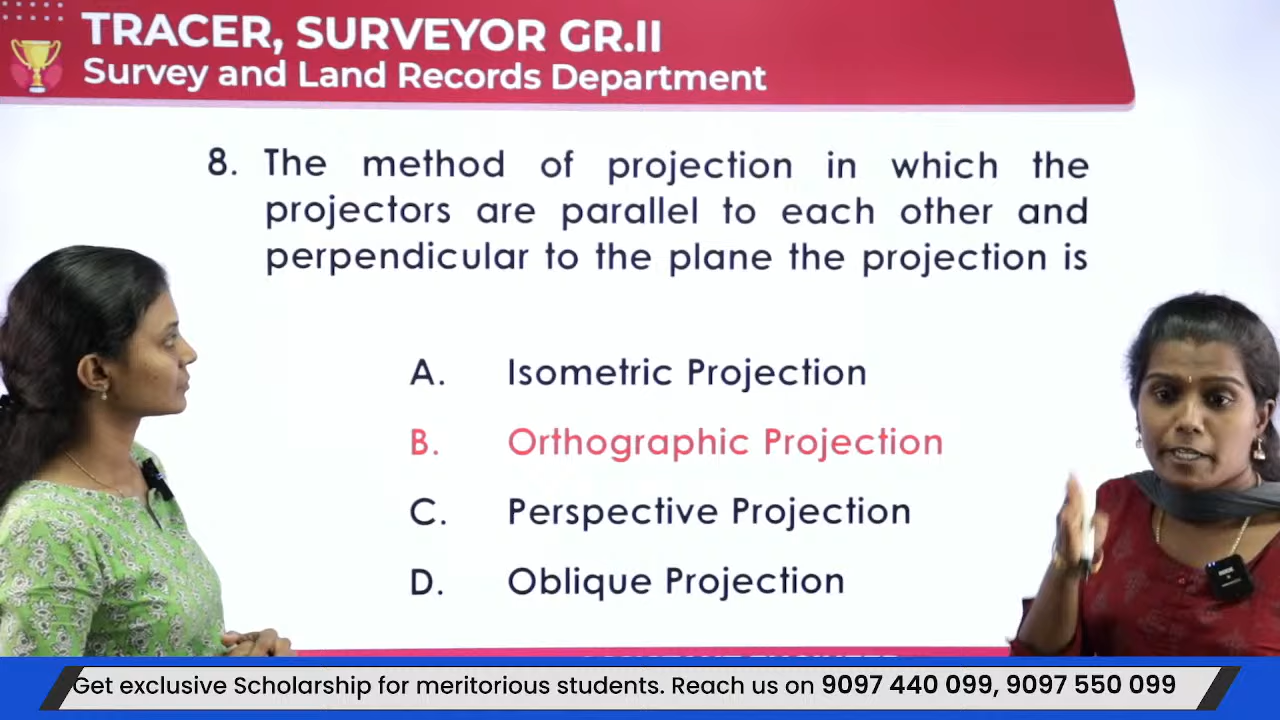 TRACER, SURVEYOR GR.II
Survey and Land Records Department
8. The method of projection in which the
projectors are parallel to each other and
perpendicular to the plane the projection is
A. Isometric Projection
B. Orthographic Projection
C. Perspective Projection
D. Oblique Projection
Get exclusive Scholarship for meritorious students. Reach us on 9097 440 099, 9097 550 099